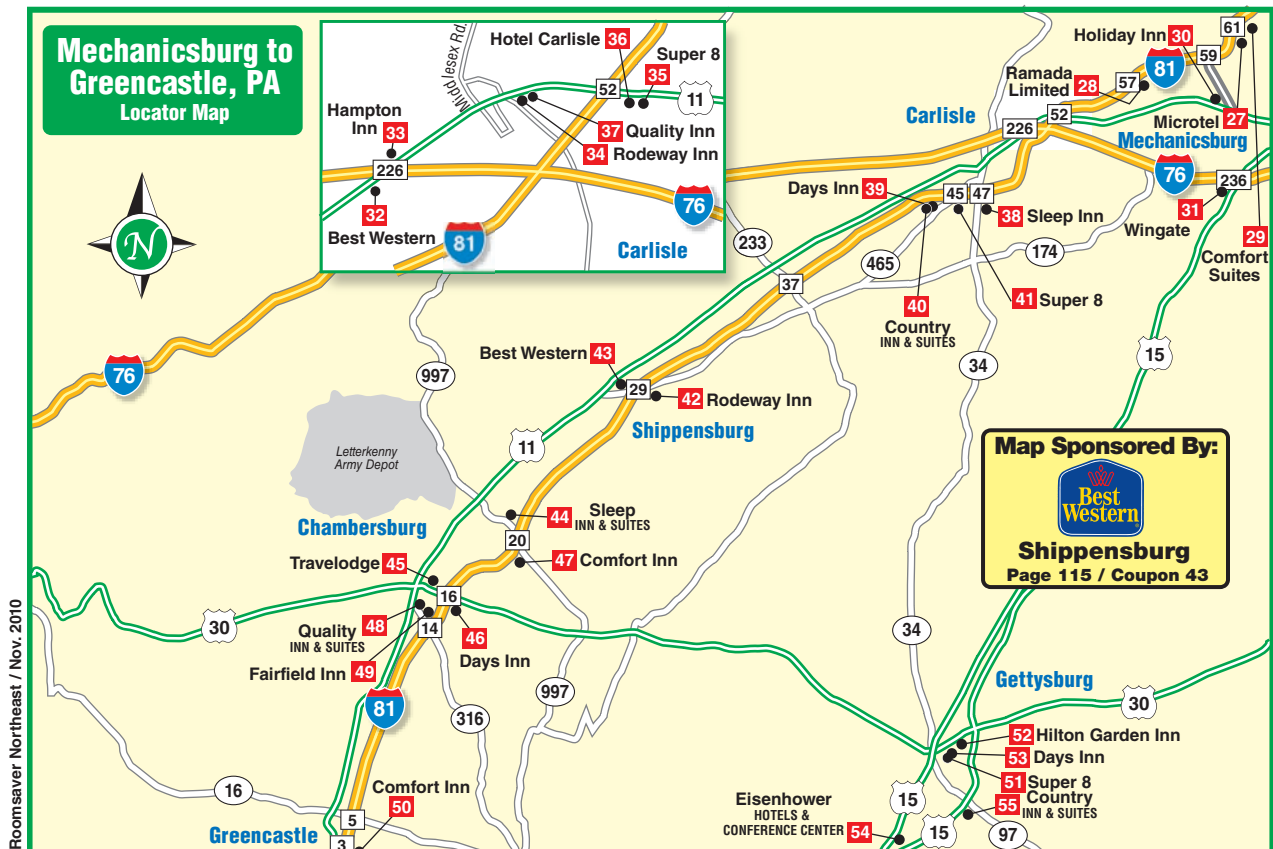 Mechanicsburg to
Greencastle, PA
Locator Map
Middlesex Rd.
Hotel Carlisle 36
Super 8
35
52
11
Hampton
Inn
33
37 Quality Inn
34 Rodeway Inn
226
32
Best Western
81
76
Carlisle
N
Holiday Inn 30
61
59
81
57
Ramada
Limited 28
52
Carlisle
226
Microtel 27
Mechanicsburg
76
236
Days Inn 39
45
47
38 Sleep Inn
31
Wingate
29
Comfort
Suites
233
465
174
37
40
Country
INN & SUITES
41 Super 8
15
76
997
Best Western 43
29
42 Rodeway Inn
34
Shippensburg
11
Letterkenny
Army Depot
Map Sponsored By:
Best
Western
Shippensburg
Page 115 / Coupon 43
Chambersburg
44 Sleep
INN & SUITES
20
Travelodge 45
47 Comfort Inn
16
30
Quality
INN & SUITES
48
14
46
Days Inn
Fairfield Inn 49
34
81
997
316
Gettysburg
30
52 Hilton Garden Inn
53 Days Inn
51 Super 8
55 Country
INN & SUITES
16
Comfort Inn
50
5
Greencastle
3
15
Eisenhower
HOTELS &
CONFERENCE CENTER 54
15
97
Roomsaver Northeast / Nov. 2010